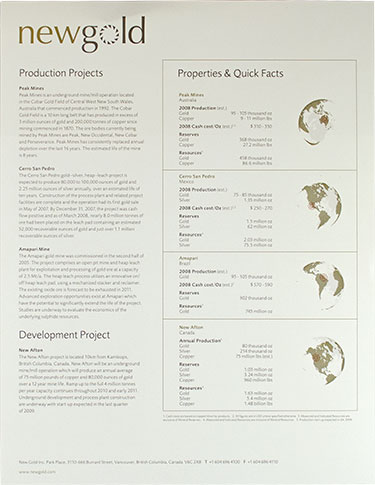 newgold
Production Projects
Peak Mines
Peak Mines is an underground mine/mill operation located
in the Cobar Gold Field of Central West New South Wales,
Australia that commenced production in 1992. The Cobar
Gold Field is a 10 km long belt that has produced in excess of
3 million ounces of gold and 200,000 tonnes of copper since
mining commenced in 1870. The ore bodies currently being
mined by Peak Mines are Peak, New Occidental, New Cobar
and Perseverance. Peak Mines has consistently replaced annual
depletion over the last 16 years. The estimated life of the mine
is 8 years.
Cerro San Pedro
The Cerro San Pedro gold-silver, heap-leach project is
expected to produce 80,000 to 100,000 ounces of gold and
2.25 million ounces of silver annually, over an estimated life of
ten years. Construction of the process plant and related project
facilities are complete and the operation had its first gold sale
in May of 2007. By December 31, 2007, the project was cash
flow positive and as of March 2008, nearly 8.0 million tonnes of
ore had been placed on the leach pad containing an estimated
52,000 recoverable ounces of gold and just over 1.1 million
recoverable ounces of silver.
Amapari Mine
The Amapari gold mine was commissioned in the second half of
2005. The project comprises an open pit mine and heap leach
plant for exploitation and processing of gold ore at a capacity
of 2.1 Mt/a. The heap leach process utilizes an innovative on/
off heap leach pad, using a mechanized stacker and reclaimer.
The existing oxide ore is forecast to be exhausted in 2011.
Advanced exploration opportunities exist at Amapari which
have the potential to significantly extend the life of the project.
Studies are underway to evaluate the economics of the
underlying sulphide resources.
Development Project
New Afton
The New Afton project is located 10km from Kamloops,
British Columbia, Canada. New Afton will be an underground
mine/mill operation which will produce an annual average
of 75 million pounds of copper and 80,000 ounces of gold
over a 12 year mine life. Ramp up to the full 4 million tonnes
per year capacity continues throughout 2010 and early 2011.
Underground development and process plant construction
are underway with start up expected in the last quarter
of 2009.
Properties & Quick Facts
Peak Mines
Australia
2008 Production (est.)
Gold 95 - 105 thousand oz
Copper 9 - 11 million lbs
2008 Cash cost/Oz (est.) $ 310 - 350
Reserves
Gold 568 thousand oz
Copper 27.2 million lbs
Resources
Gold 458 thousand oz
Copper 86.6 million lbs
Cerro San Pedro
Mexico
2008 Production (est.)
Gold 75 - 85 thousand oz
Silver 1.35 million oz
2008 Cash cost/Oz (est.) $ 250 - 270
Reserves
Gold 1.5 million oz
Silver 62 million oz
Resources
Gold 2.03 million oz
Silver 75.3 million oz
Amapari
Brazil
2008 Production (est.)
Gold 95 - 105 thousand oz
2008 Cash cost/Oz (est.) $ 570 - 590
Reserves
Gold 102 thousand oz
Resources
Gold 745 million oz
New Afton
Canada
Annual Production
Gold 80 thousand oz
Silver 214 thousand oz
Copper 75 million lbs (est.)
Reserves
Gold 1.03 million oz
Silver 3.24 million oz
Copper 960 million lbs
Resources
Gold 1.63 million oz
Silver 5.4 million oz
Copper
New Gold Inc. Park Place, 3110-666 Burrard Street, Vancouver, British Columbia, Canada, V6C 2X8 T +1 604-696-4100 F +1 604-696-4110
www.newgold.com